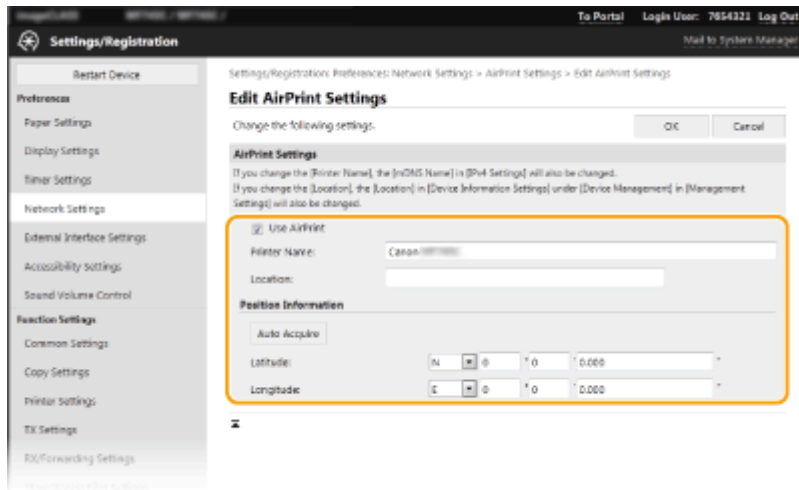 To Portal Login User: 7654321 Log Out
Settings/Registration
Mail to System Manager
Restart Device
Preferences
Paper Settings
Display Settings
Timer Settings
Network Settings
External Interface Settings
Accessibility Settings
Sound Volume Control
Function Settings
Common Settings
Copy Settings
Printer Settings
TX Settings
RX/Forwarding Settings
Settings/Registration: Preferences: Network Settings > AirPrint Settings > Edit AirPrint Settings
Edit AirPrint Settings
Change the following settings.
OK
Cancel
AirPrint Settings
If you change the [Printer Name], the [mDNS Name] in [IPv4 Settings] will also be changed.
If you change the [Location], the [Location] in [Device Information Settings] under [Device Management] in [Management
Settings] will also be changed.
Use AirPrint
Printer Name: Canon
Location:
Position Information
Auto Acquire
Latitude: N 0 ° 0 ' 0.000 "
Longitude: E 0 ° 0 ' 0.000 "